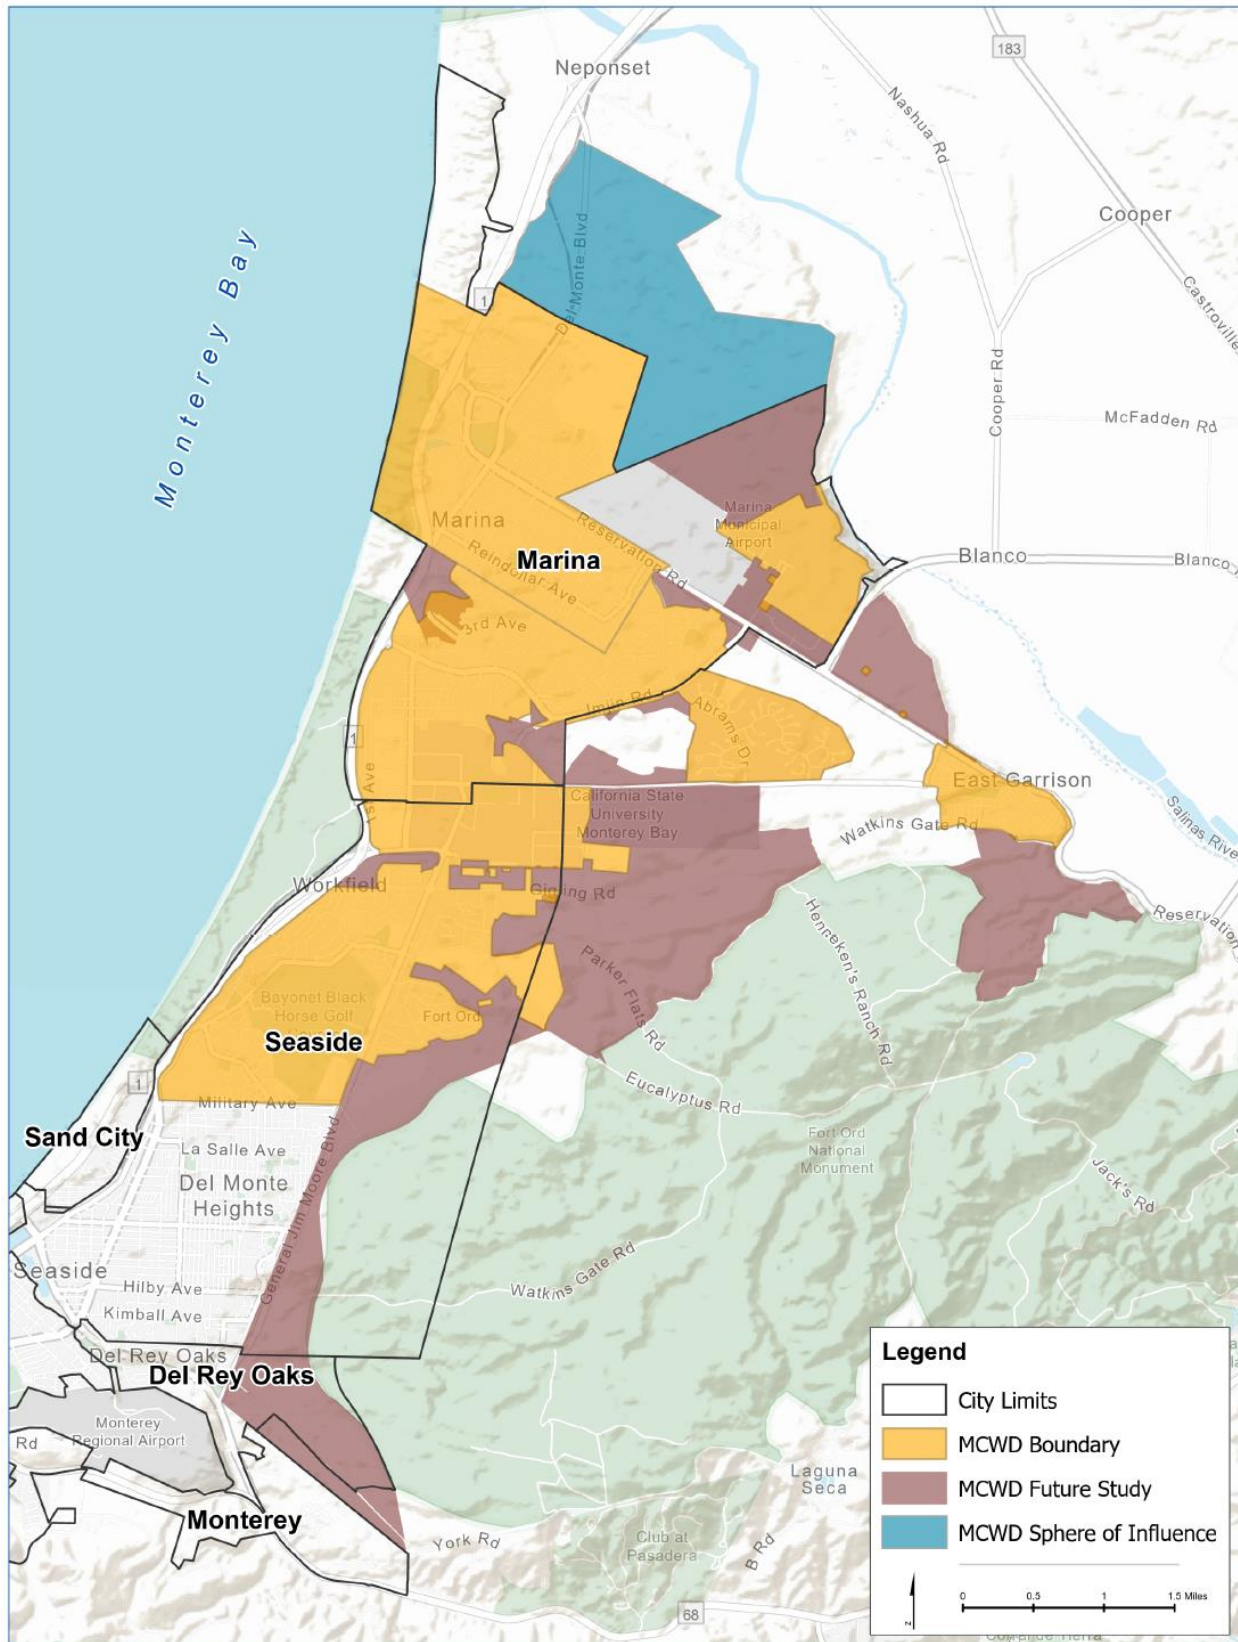 Neponset
183
Nashua Rd
Cooper
Castroville
Monterey Bay
Del Monte Blvd
1
Cooper Rd
McFadden Rd
Marina
Municipal
Airport
Marina
Reservation Rd
Marina
Reindollar Ave
Blanco
Blanco
3rd Ave
Imjin Rd
Abrams Dr
1
1st Ave
East Garrison
California State
University
Monterey Bay
Watkins Gate Rd
Salinas River
Workfield
Gigling Rd
Reservation
Henneken's Ranch Rd
Parker Flats Rd
Bayonet Black
Horse Golf
Fort Ord
Seaside
1
Eucalyptus Rd
Military Ave
Sand City
La Salle Ave
Fort Ord
National
Monument
Jack's Rd
Del Monte
Heights
General Jim Moore Blvd
Seaside
Hilby Ave
Watkins Gate Rd
Kimball Ave
Del Rey Oaks
Del Rey Oaks
Monterey
Regional Airport
Rd
Laguna
Seca
Monterey
York Rd
Club at
Pasadera
B Rd
68
Legend
City Limits
MCWD Boundary
MCWD Future Study
MCWD Sphere of Influence
0 0.5 1 1.5 Miles
z